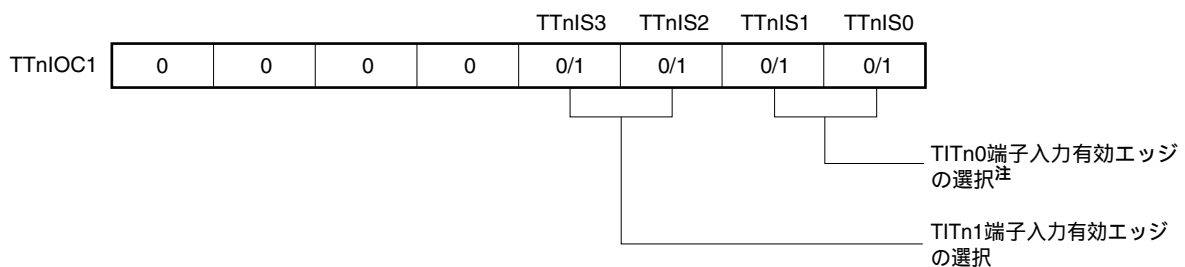 TTnIS3 TTnIS2 TTnIS1 TTnIS0
TTnIOC1 0 0 0 0 0/1 0/1 0/1 0/1
TITn0端子入力有効エッジ
の選択注
TITn1端子入力有効エッジ
の選択